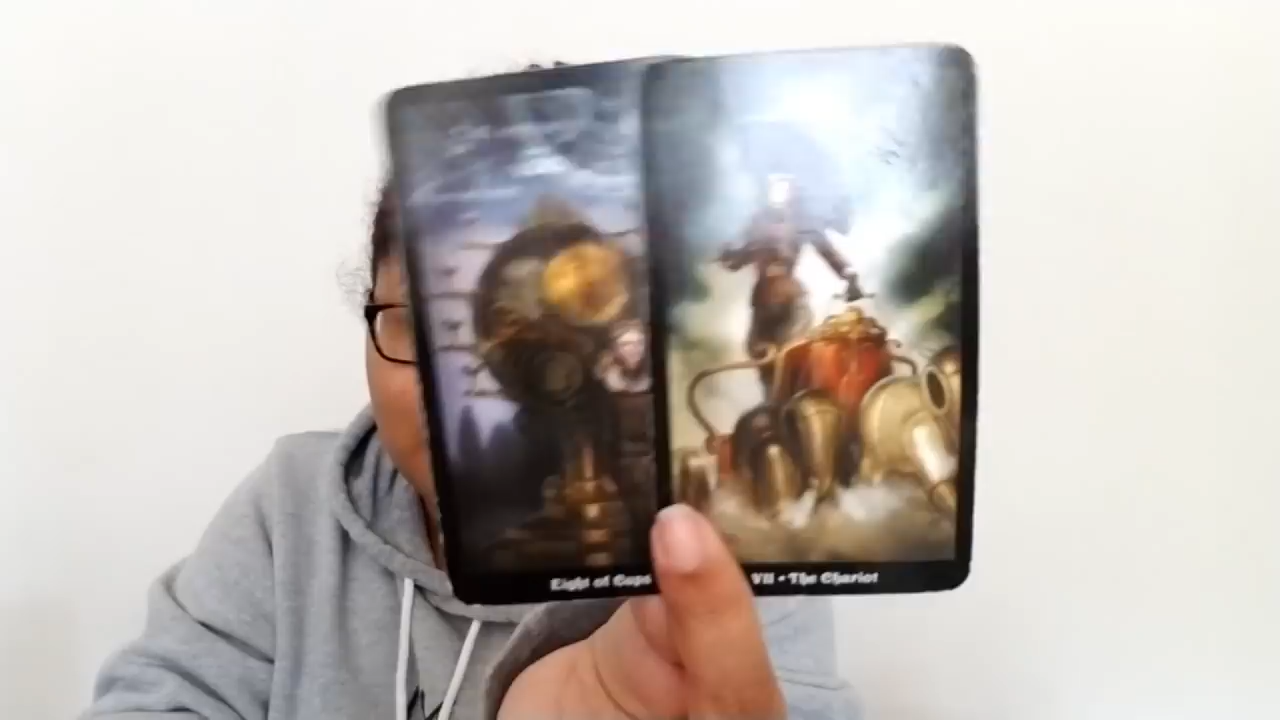 Eight of Cups
VII • The Chariot